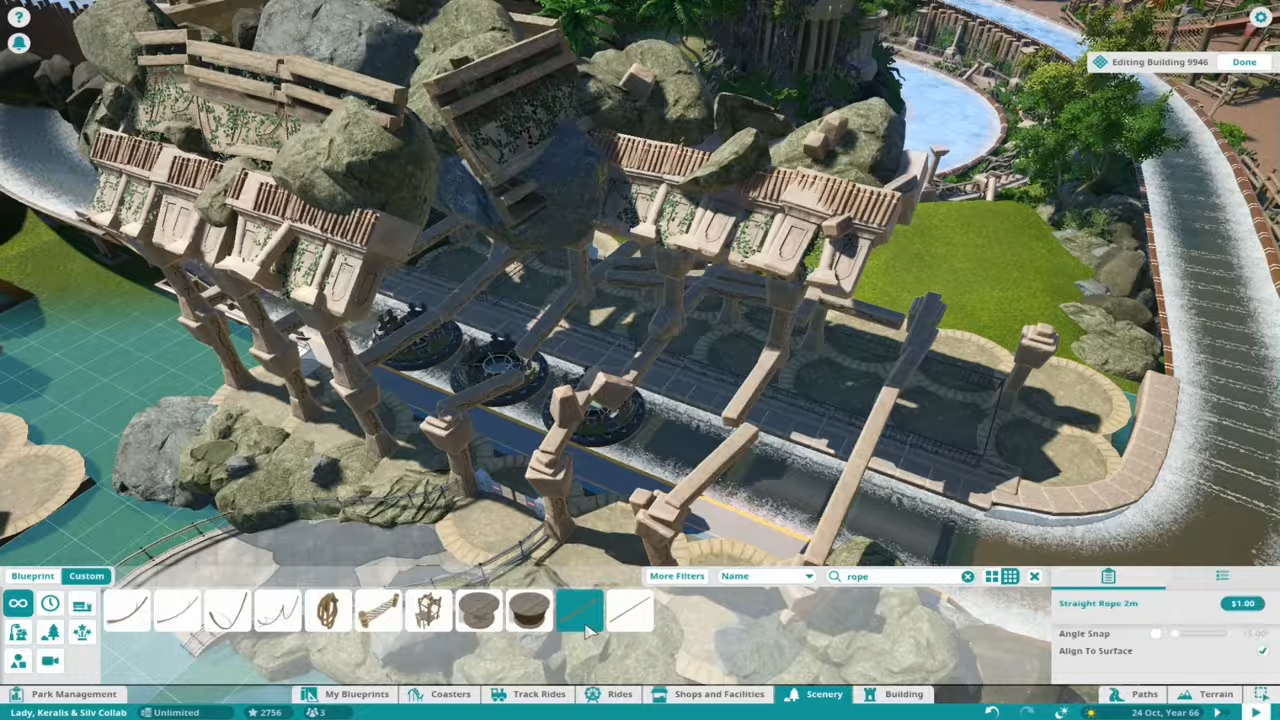 ?
Editing Building 9946 Done
Blueprint Custom More Filters Name rope
Straight Rope 2m $1.00
Angle Snap
Align To Surface
Park Management My Blueprints Coasters Track Rides Rides Shops and Facilities Scenery Building Paths Terrain
Lady, Keralis & Silv Collab Unlimited 2756 3 24 Oct, Year 66